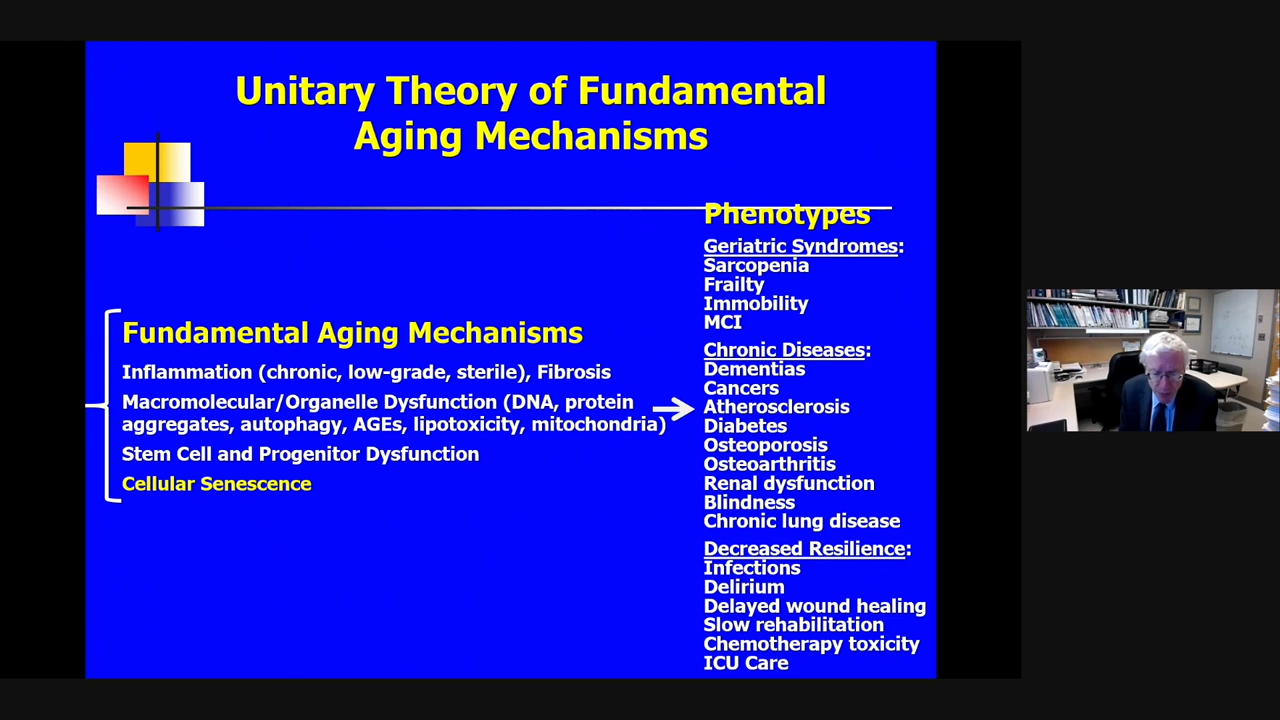 Unitary Theory of Fundamental
Aging Mechanisms
Fundamental Aging Mechanisms
Inflammation (chronic, low-grade, sterile), Fibrosis
Macromolecular/Organelle Dysfunction (DNA, protein
aggregates, autophagy, AGEs, lipotoxicity, mitochondria)
Stem Cell and Progenitor Dysfunction
Cellular Senescence
Phenotypes
Geriatric Syndromes:
Sarcopenia
Frailty
Immobility
MCI
Chronic Diseases:
Dementias
Cancers
Atherosclerosis
Diabetes
Osteoporosis
Osteoarthritis
Renal dysfunction
Blindness
Chronic lung disease
Decreased Resilience:
Infections
Delirium
Delayed wound healing
Slow rehabilitation
Chemotherapy toxicity
ICU Care